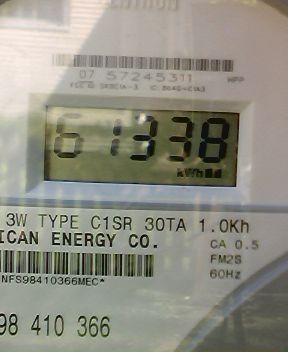 07 57245311
61338
kWh
3W TYPE C1SR 30TA 1.0Kh
ICAN ENERGY CO.
CA 0.5
FM2S
60Hz
NFS98410366MEC*
98 410 366